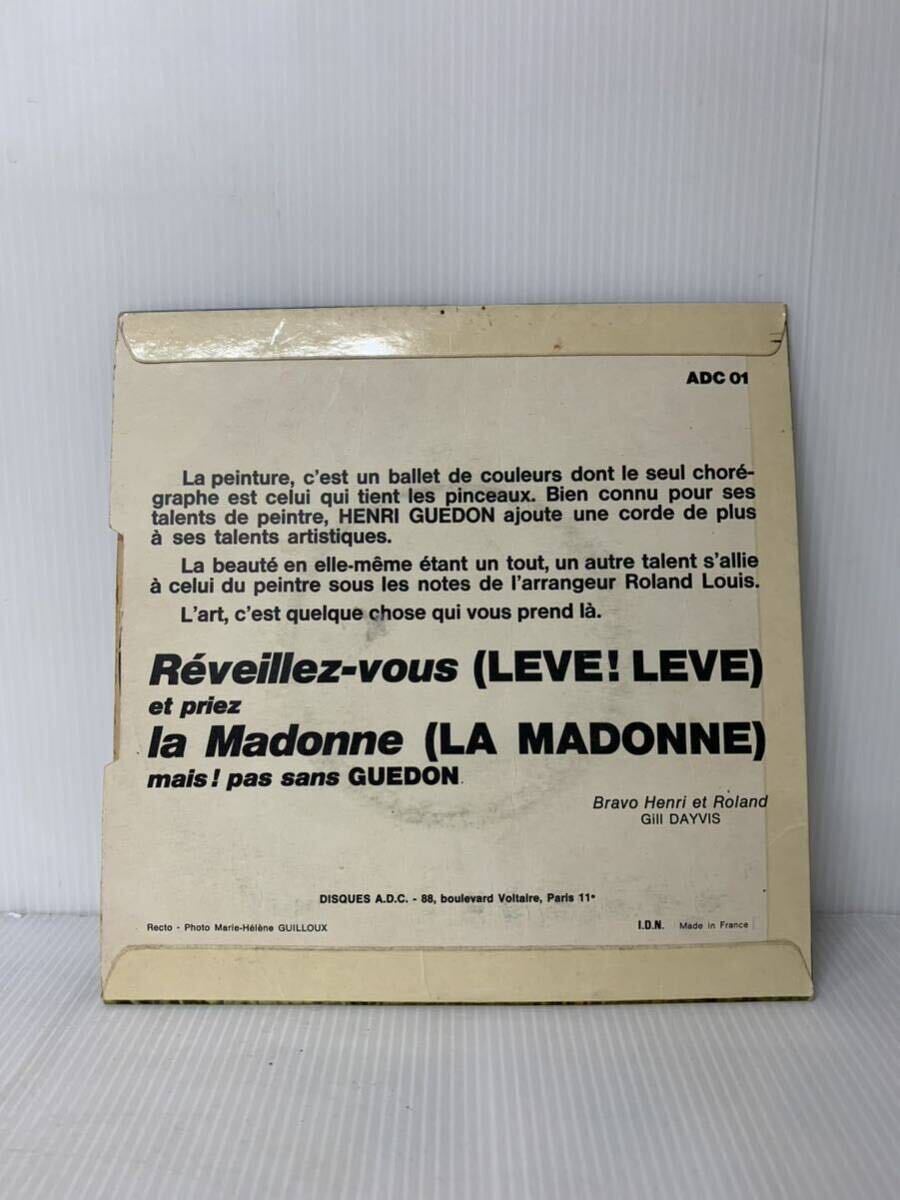 ADC 01
La peinture, c'est un ballet de couleurs dont le seul choré-
graphe est celui qui tient les pinceaux. Bien connu pour ses
talents de peintre, HENRI GUEDON ajoute une corde de plus
à ses talents artistiques.
La beauté en elle-même étant un tout, un autre talent s'allie
à celui du peintre sous les notes de l'arrangeur Roland Louis.
L'art, c'est quelque chose qui vous prend là.
Réveillez-vous (LEVE! LEVE)
et priez
la Madonne (LA MADONNE)
mais! pas sans GUEDON
Bravo Henri et Roland
Gill DAYVIS
DISQUES A.D.C. - 88, boulevard Voltaire, Paris 11e
Recto - Photo Marie-Hélène GUILLOUX
I.D.N. Made in France